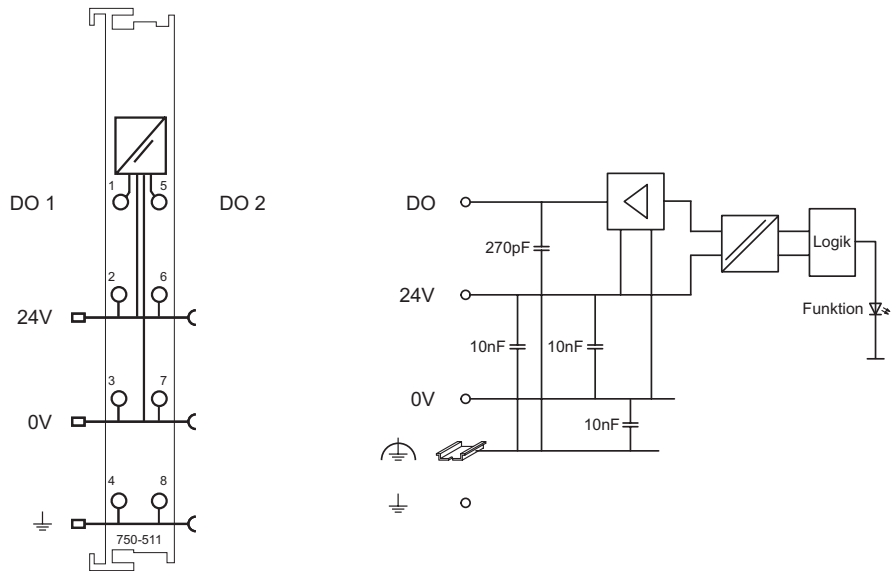 1 5
DO 1 DO 2
2 6
24V
3 7
0V
4 8
750-511
DO
270pF
Logik
24V
Funktion
10nF 10nF
0V
10nF